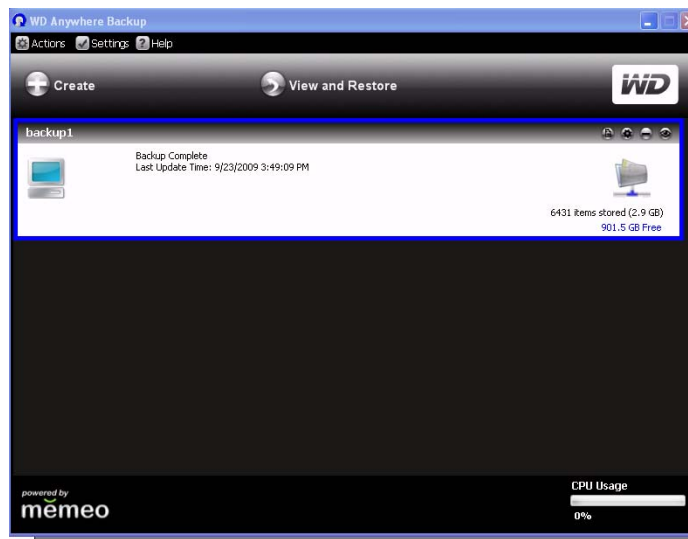 WD Anywhere Backup
Actions Settings ? Help
Create View and Restore WD
backup1
Backup Complete
Last Update Time: 9/23/2009 3:49:09 PM
6431 items stored (2.9 GB)
901.5 GB Free
powered by
memeo
CPU Usage
0%